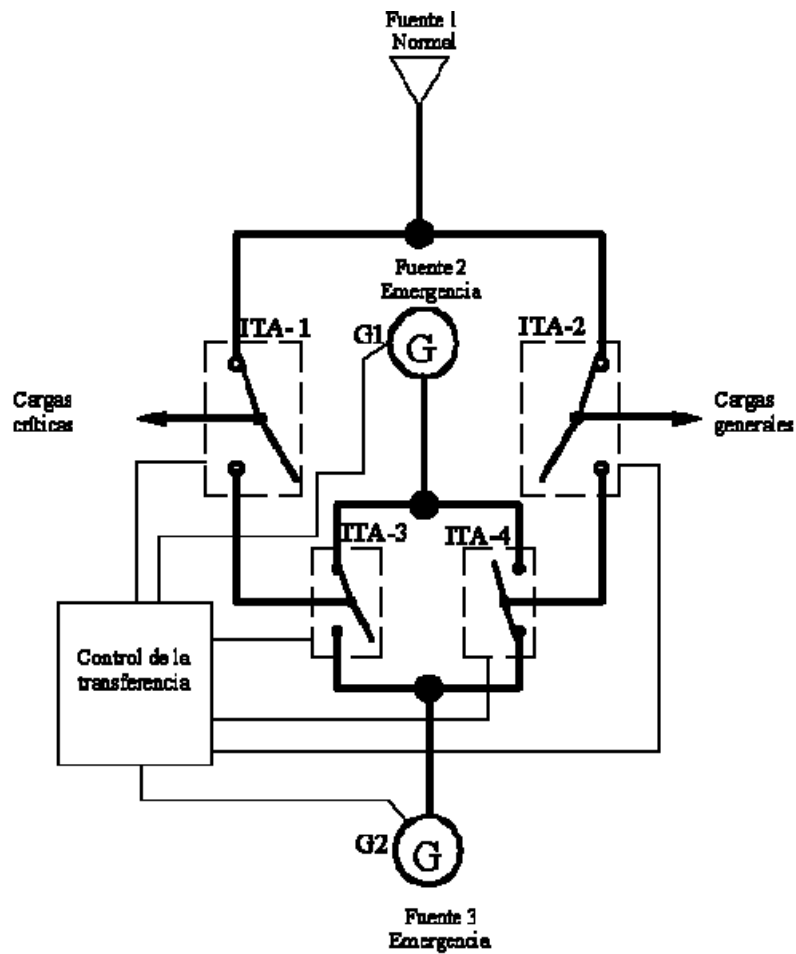 Fuente 1
Normal
Fuente 2
Emergencia
ITA-1
G1
G
ITA-2
Cargas
críticas
Cargas
generales
ITA-3
ITA-4
Control de la
transferencia
G2
G
Fuente 3
Emergencia